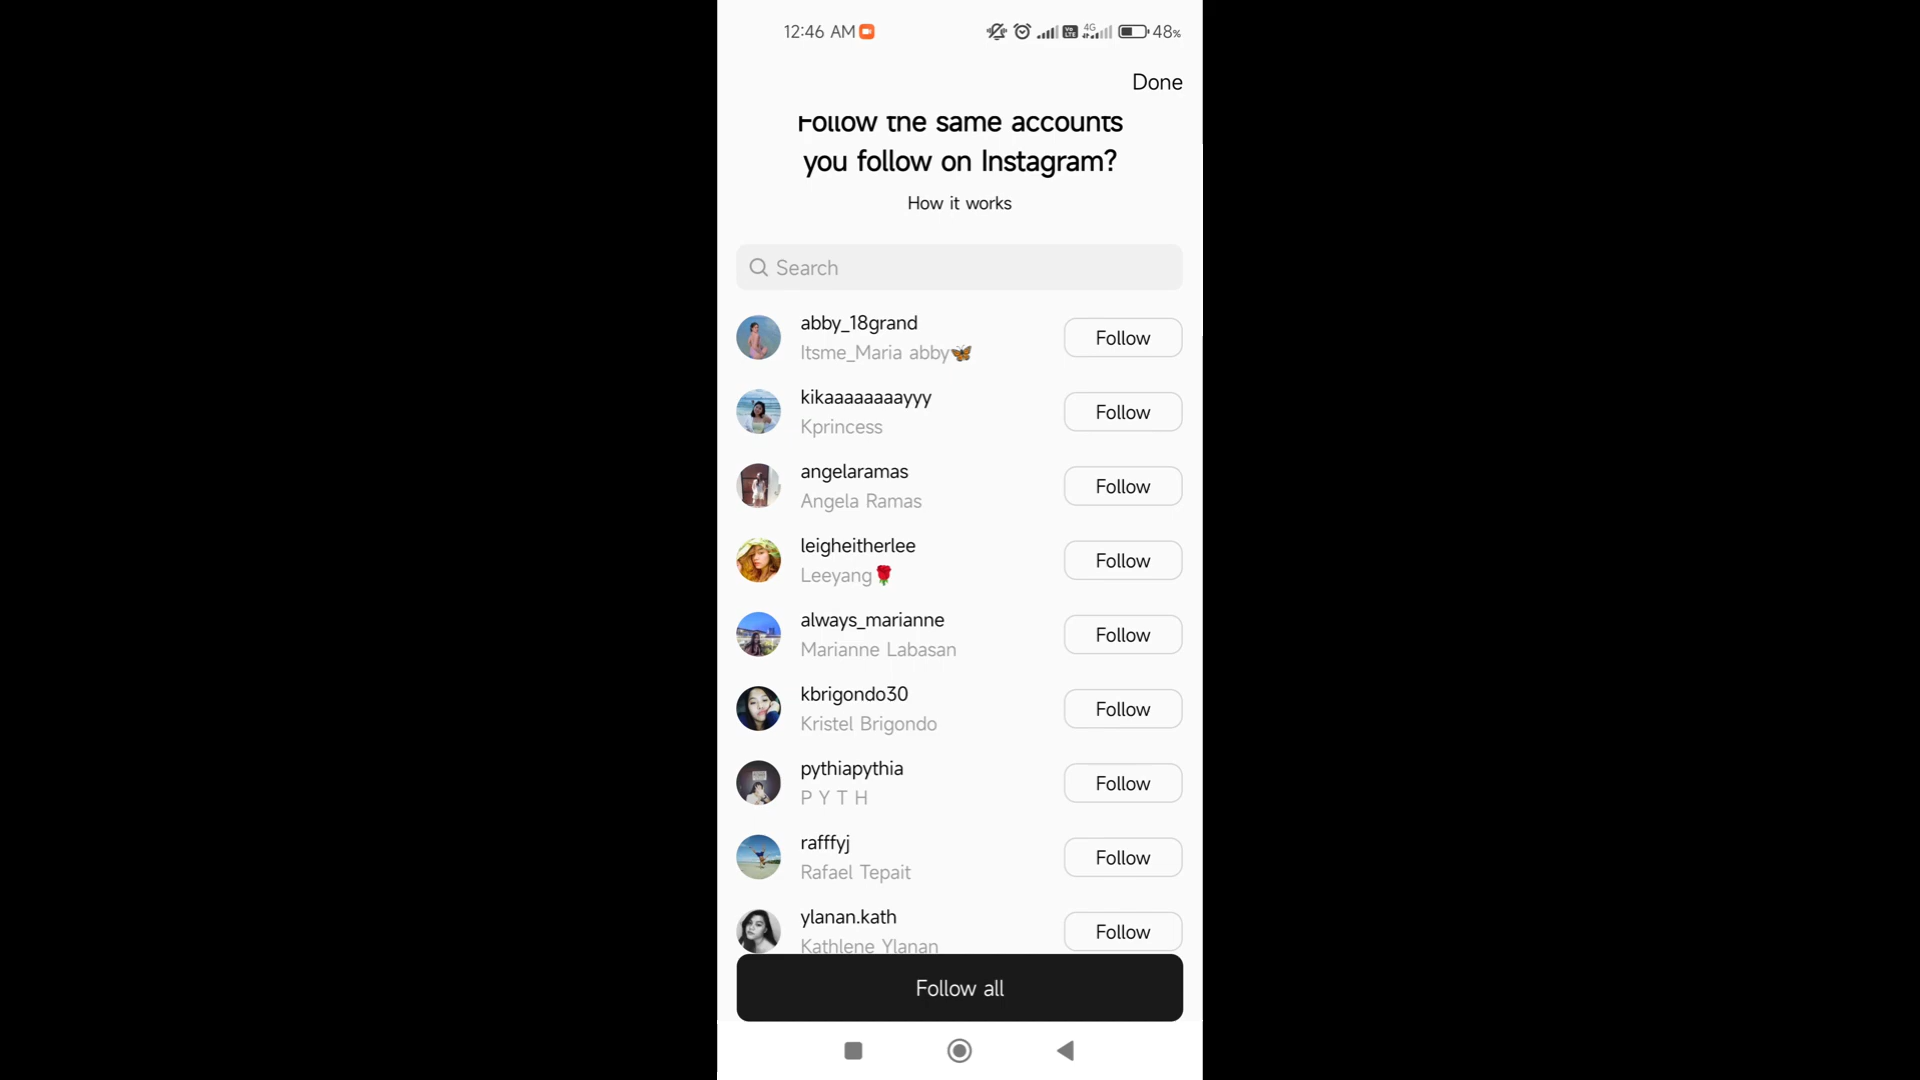 12:46 AM 4G 48%
Done
Follow the same accounts
you follow on Instagram?
How it works
Search
abby_18grand
Itsme_Maria abby🦋
Follow
kikaaaaaaaayyy
Kprincess
Follow
angelaramas
Angela Ramas
Follow
leigheitherlee
Leeyang🌹
Follow
always_marianne
Marianne Labasan
Follow
kbrigondo30
Kristel Brigondo
Follow
pythiapythia
P Y T H
Follow
rafffyj
Rafael Tepait
Follow
ylanan.kath
Kathlene Ylanan
Follow
Follow all